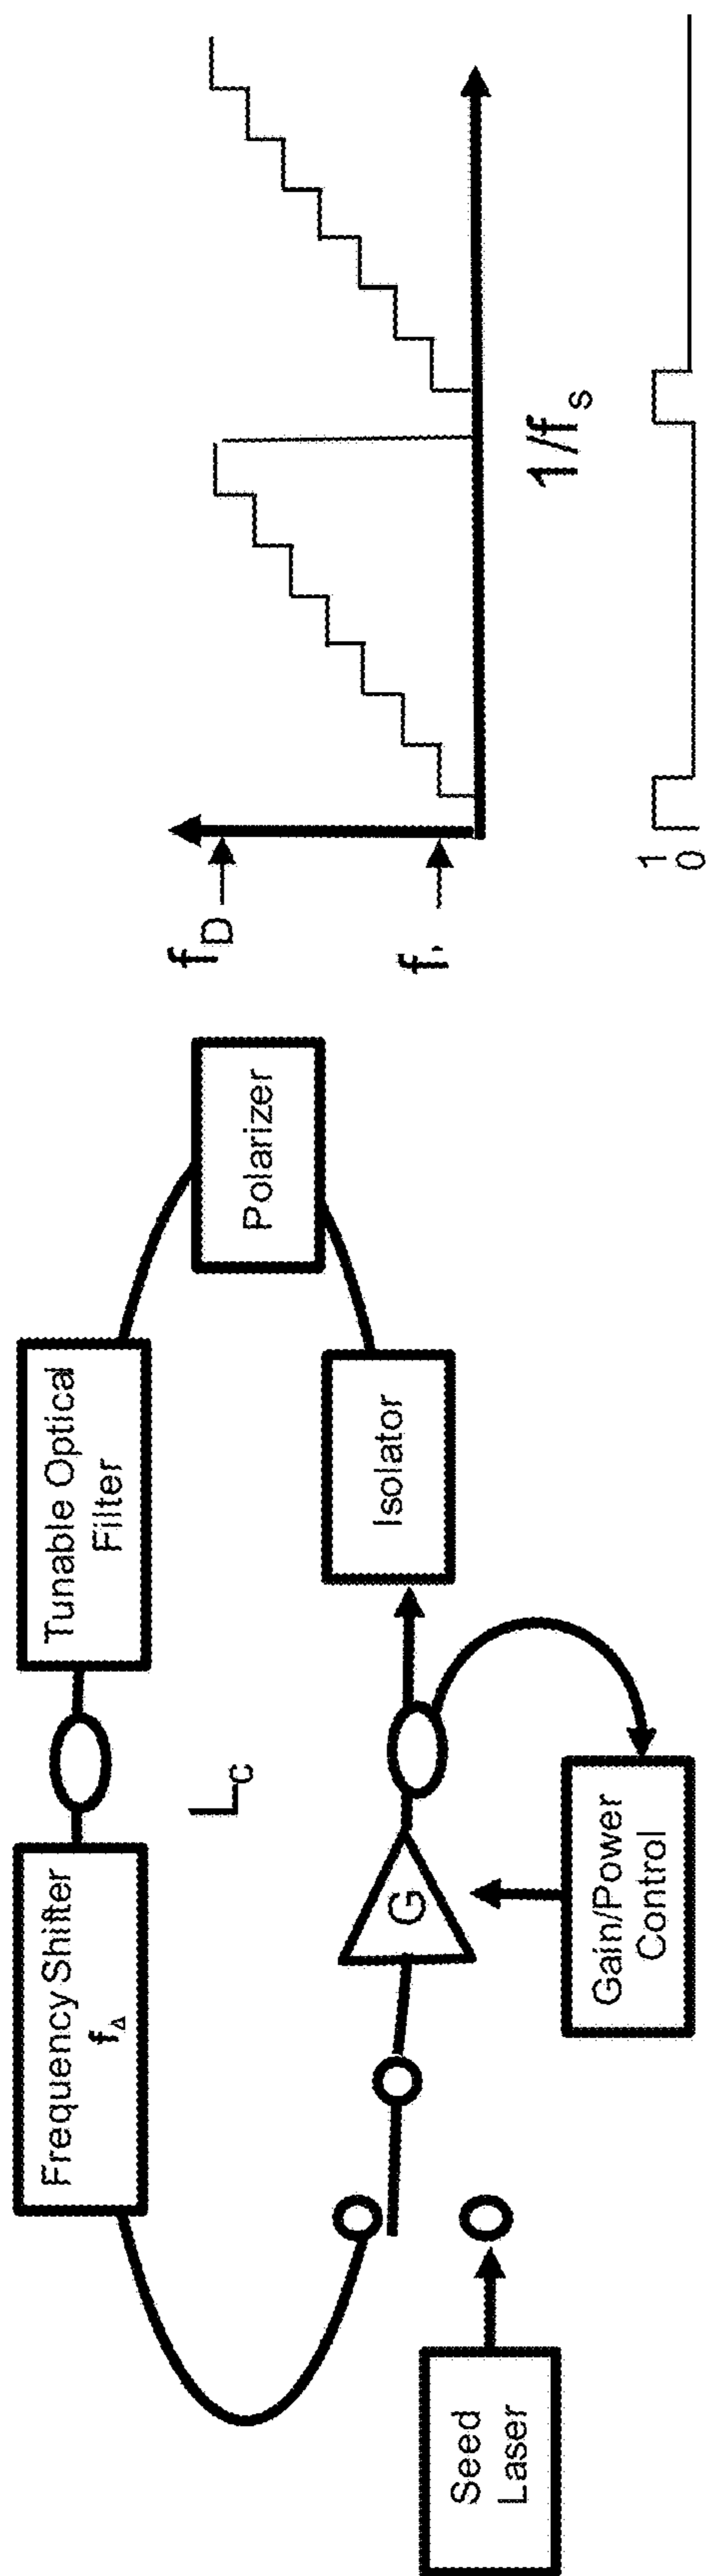 Frequency Shifter
fΔ
Tunable Optical
Filter
Polarizer
Isolator
LC
G
Gain/Power
Control
Seed
Laser
fD
f
1/fs
1
0